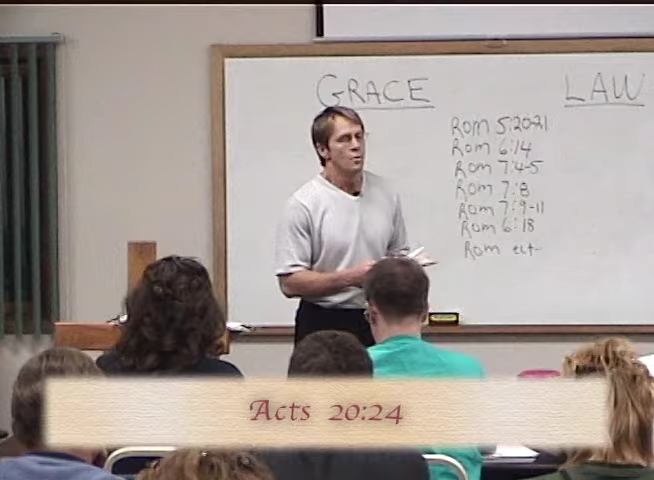 GRACE
LAW
Rom 5:20-21
Rom 6:14
Rom 7:4-5
Rom 7:8
Rom 7:9-11
Rom 6:18
Rom ect-
Acts 20:24